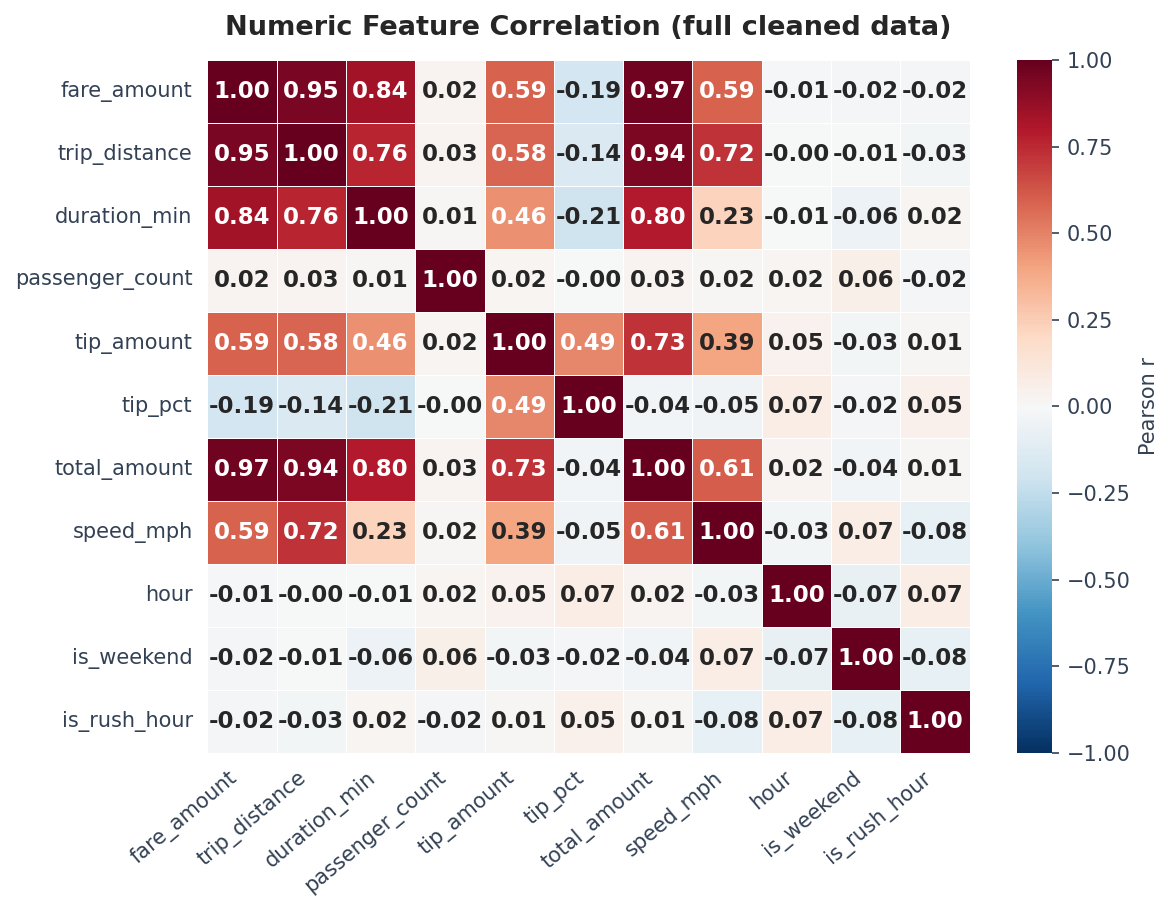 Numeric Feature Correlation (full cleaned data)
fare_amount 1.00 0.95 0.84 0.02 0.59 -0.19 0.97 0.59 -0.01 -0.02 -0.02
trip_distance 0.95 1.00 0.76 0.03 0.58 -0.14 0.94 0.72 -0.00 -0.01 -0.03
duration_min 0.84 0.76 1.00 0.01 0.46 -0.21 0.80 0.23 -0.01 -0.06 0.02
passenger_count 0.02 0.03 0.01 1.00 0.02 -0.00 0.03 0.02 0.02 0.06 -0.02
tip_amount 0.59 0.58 0.46 0.02 1.00 0.49 0.73 0.39 0.05 -0.03 0.01
tip_pct -0.19 -0.14 -0.21 -0.00 0.49 1.00 -0.04 -0.05 0.07 -0.02 0.05
total_amount 0.97 0.94 0.80 0.03 0.73 -0.04 1.00 0.61 0.02 -0.04 0.01
speed_mph 0.59 0.72 0.23 0.02 0.39 -0.05 0.61 1.00 -0.03 0.07 -0.08
hour -0.01 -0.00 -0.01 0.02 0.05 0.07 0.02 -0.03 1.00 -0.07 0.07
is_weekend -0.02 -0.01 -0.06 0.06 -0.03 -0.02 -0.04 0.07 -0.07 1.00 -0.08
is_rush_hour -0.02 -0.03 0.02 -0.02 0.01 0.05 0.01 -0.08 0.07 -0.08 1.00
fare_amount
trip_distance
duration_min
passenger_count
tip_amount
tip_pct
total_amount
speed_mph
hour
is_weekend
is_rush_hour
1.00
0.75
0.50
0.25
0.00
−0.25
−0.50
−0.75
−1.00
Pearson r